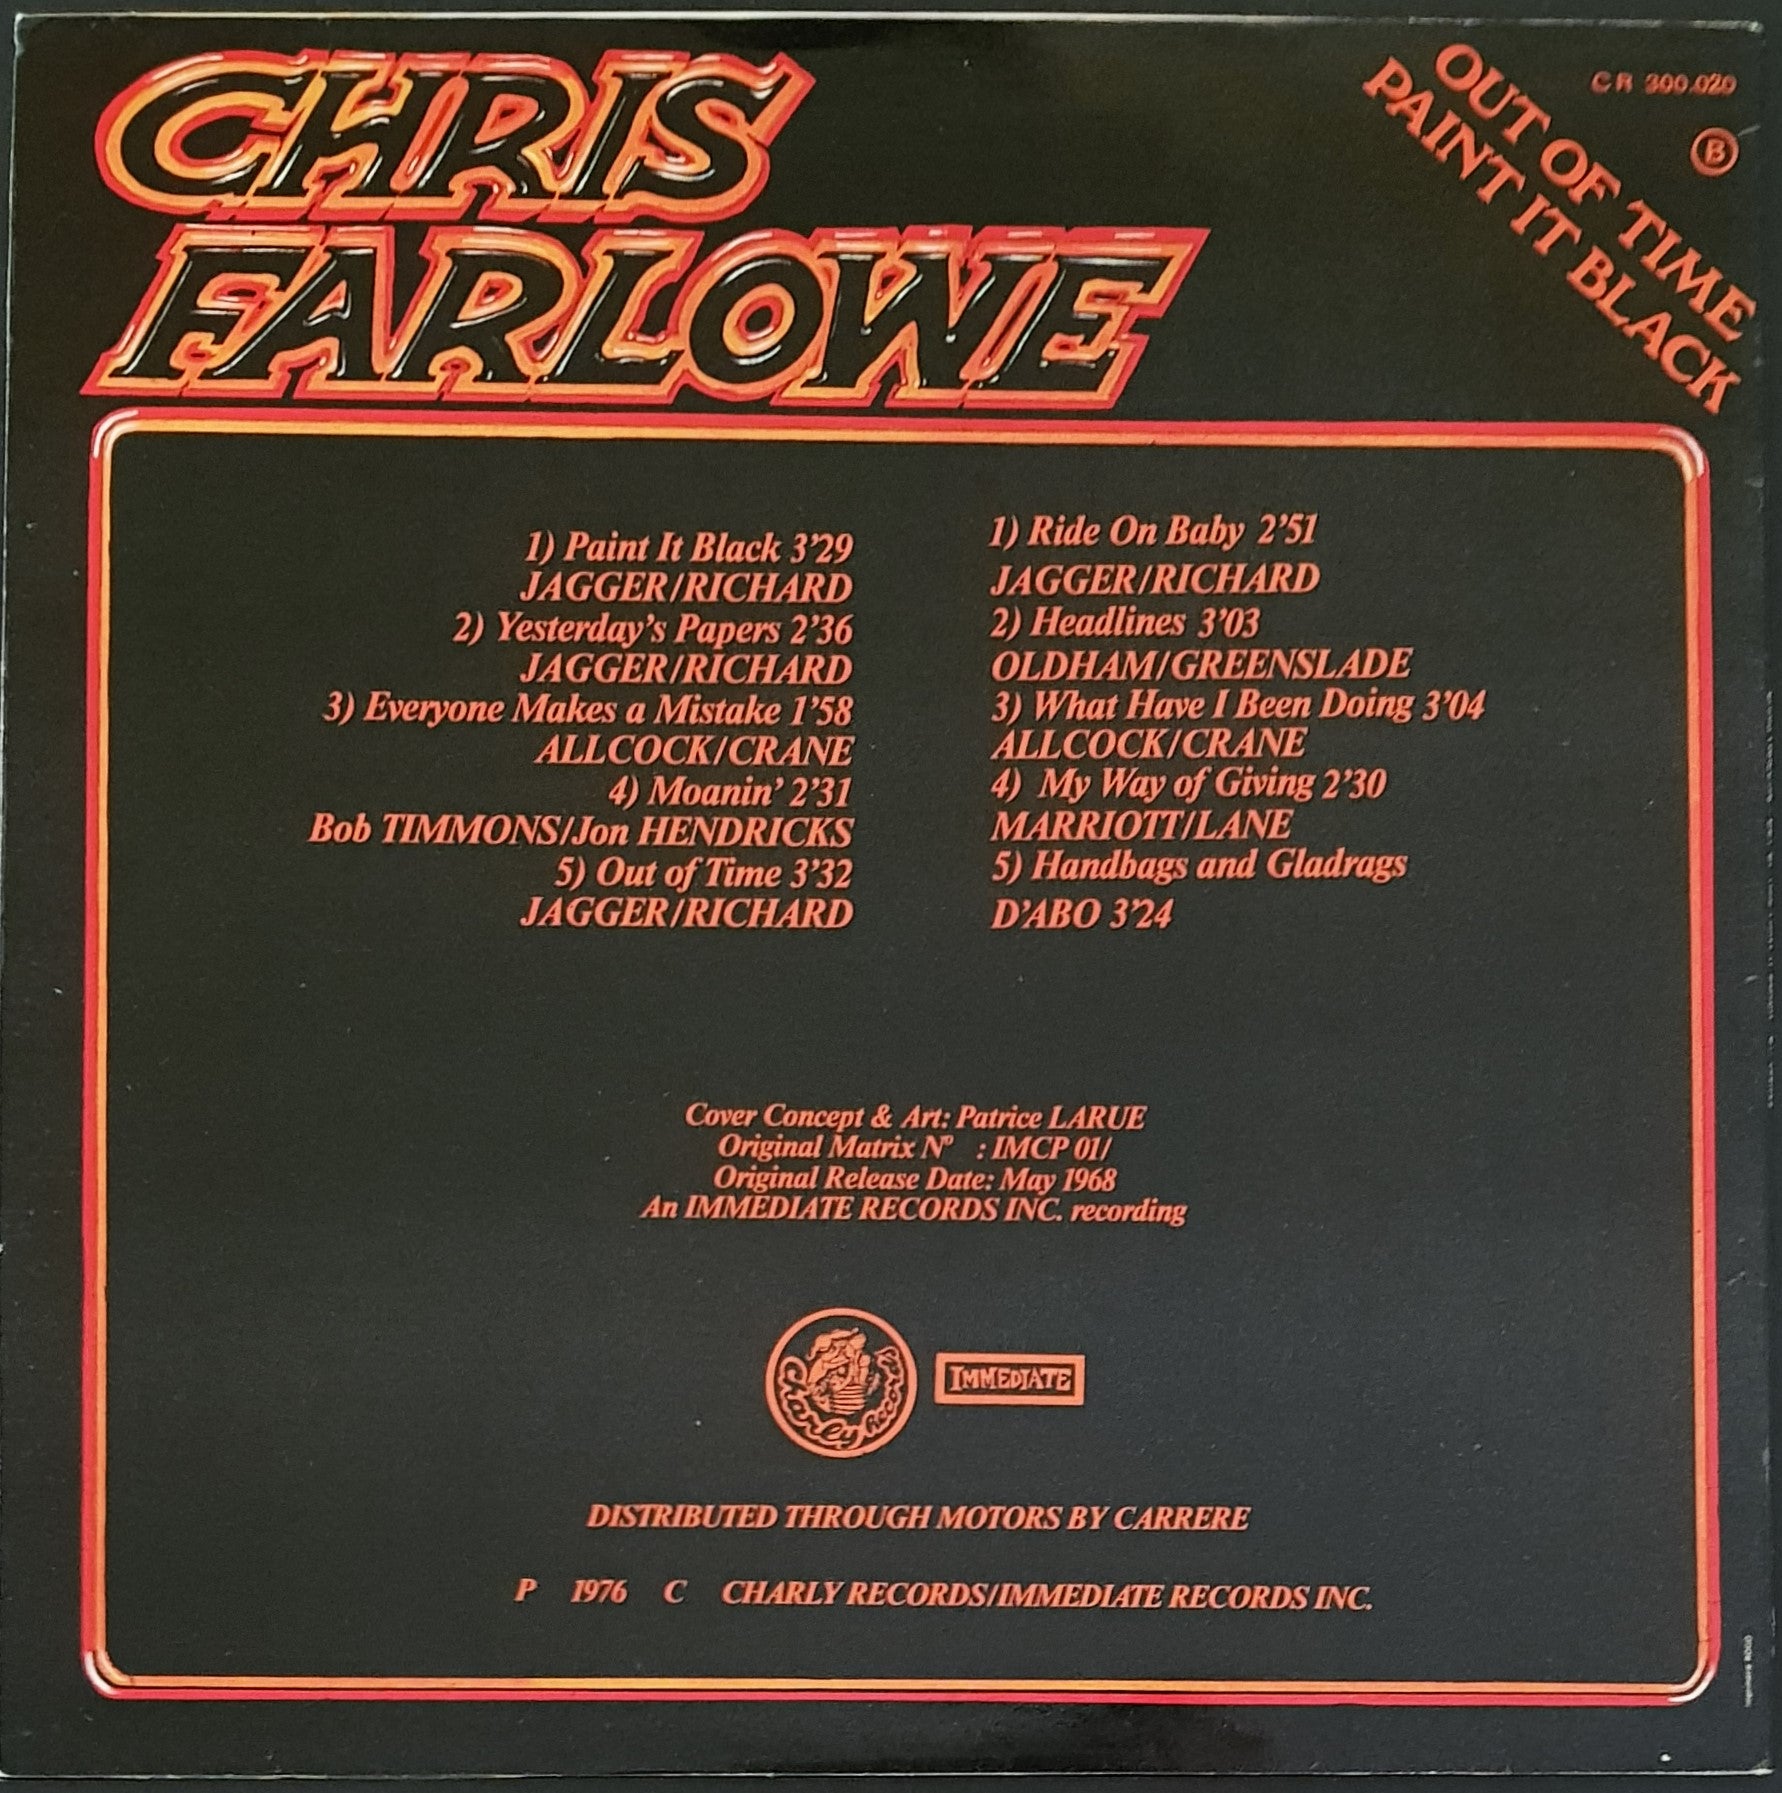 CHRIS
FARLOWE
OUT OF TIME
PAINT IT BLACK
CR 300.020
B
1) Paint It Black 3'29
JAGGER/RICHARD
2) Yesterday's Papers 2'36
JAGGER/RICHARD
3) Everyone Makes a Mistake 1'58
ALLCOCK/CRANE
4) Moanin' 2'31
Bob TIMMONS/Jon HENDRICKS
5) Out of Time 3'32
JAGGER/RICHARD
1) Ride On Baby 2'51
JAGGER/RICHARD
2) Headlines 3'03
OLDHAM/GREENSLADE
3) What Have I Been Doing 3'04
ALLCOCK/CRANE
4) My Way of Giving 2'30
MARRIOTT/LANE
5) Handbags and Gladrags
D'ABO 3'24
Cover Concept & Art: Patrice LARUE
Original Matrix Nº : IMCP 01/
Original Release Date: May 1968
An IMMEDIATE RECORDS INC. recording
Charly Records
IMMEDIATE
DISTRIBUTED THROUGH MOTORS BY CARRERE
P 1976 C CHARLY RECORDS/IMMEDIATE RECORDS INC.